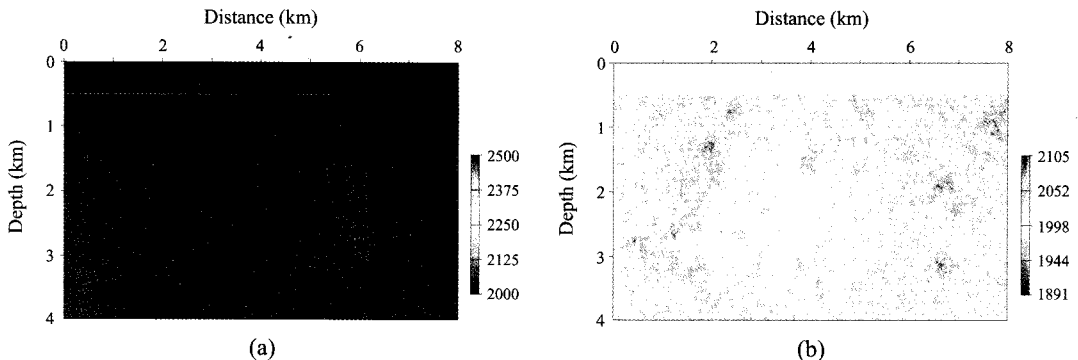 Distance (km)
0 2 4 6 8
Depth (km)
0
1
2
3
4
2500
2375
2250
2125
2000
(a)
Distance (km)
0 2 4 6 8
Depth (km)
0
1
2
3
4
2105
2052
1998
1944
1891
(b)